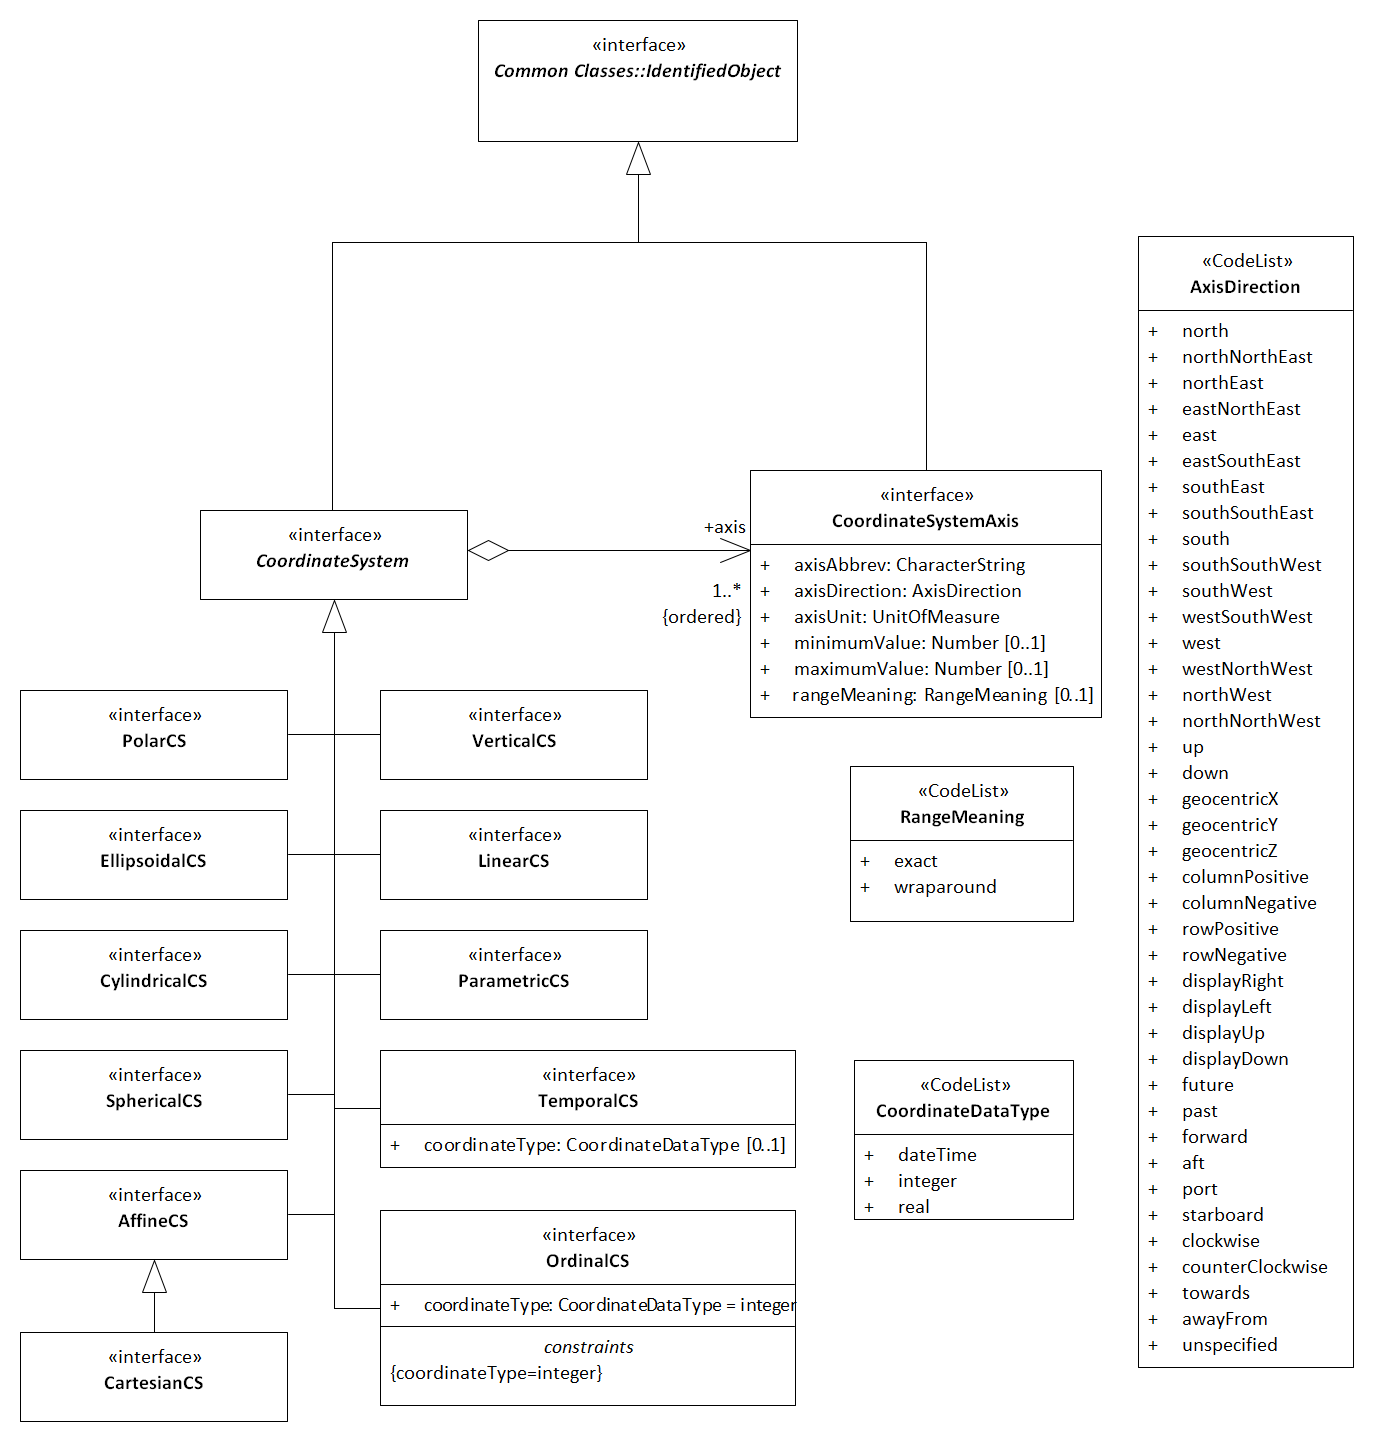 «interface»
Common Classes::IdentifiedObject
«CodeList»
AxisDirection
+ north
+ northNorthEast
+ northEast
+ eastNorthEast
+ east
+ eastSouthEast
+ southEast
+ southSouthEast
+ south
+ southSouthWest
+ southWest
+ westSouthWest
+ west
+ westNorthWest
+ northWest
+ northNorthWest
+ up
+ down
+ geocentricX
+ geocentricY
+ geocentricZ
+ columnPositive
+ columnNegative
+ rowPositive
+ rowNegative
+ displayRight
+ displayLeft
+ displayUp
+ displayDown
+ future
+ past
+ forward
+ aft
+ port
+ starboard
+ clockwise
+ counterClockwise
+ towards
+ awayFrom
+ unspecified
«interface»
CoordinateSystem
+axis
1..*
{ordered}
«interface»
CoordinateSystemAxis
+ axisAbbrev: CharacterString
+ axisDirection: AxisDirection
+ axisUnit: UnitOfMeasure
+ minimumValue: Number [0..1]
+ maximumValue: Number [0..1]
+ rangeMeaning: RangeMeaning [0..1]
«interface»
PolarCS
«interface»
VerticalCS
«CodeList»
RangeMeaning
+ exact
+ wraparound
«interface»
EllipsoidalCS
«interface»
LinearCS
«interface»
CylindricalCS
«interface»
ParametricCS
«interface»
SphericalCS
«interface»
TemporalCS
+ coordinateType: CoordinateDataType [0..1]
«CodeList»
CoordinateDataType
+ dateTime
+ integer
+ real
«interface»
AffineCS
«interface»
OrdinalCS
+ coordinateType: CoordinateDataType = integer
constraints
{coordinateType=integer}
«interface»
CartesianCS